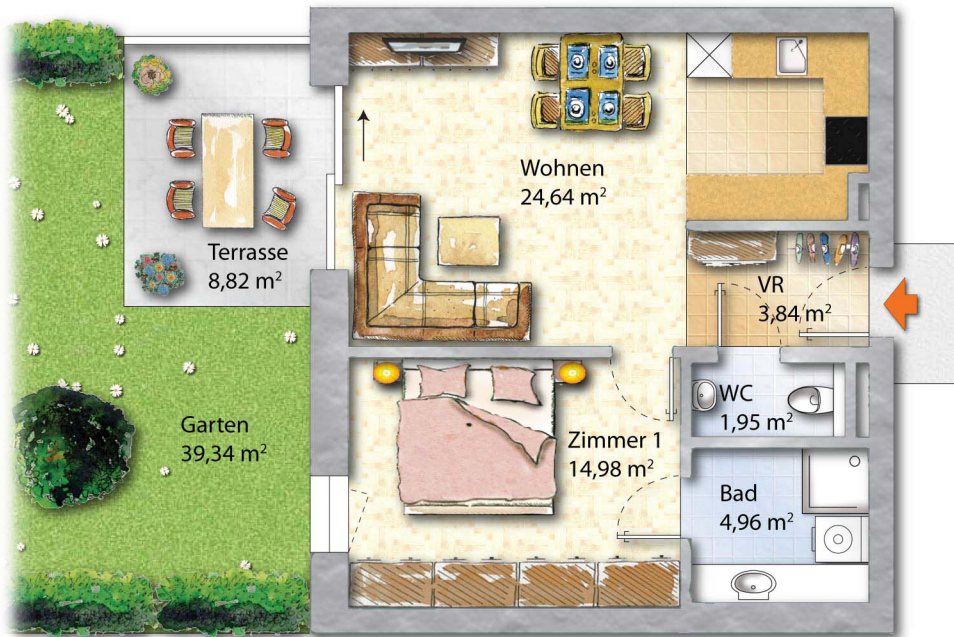 Wohnen
24,64 m²
Terrasse
8,82 m²
VR
3,84 m²
WC
1,95 m²
Garten
39,34 m²
Zimmer 1
14,98 m²
Bad
4,96 m²